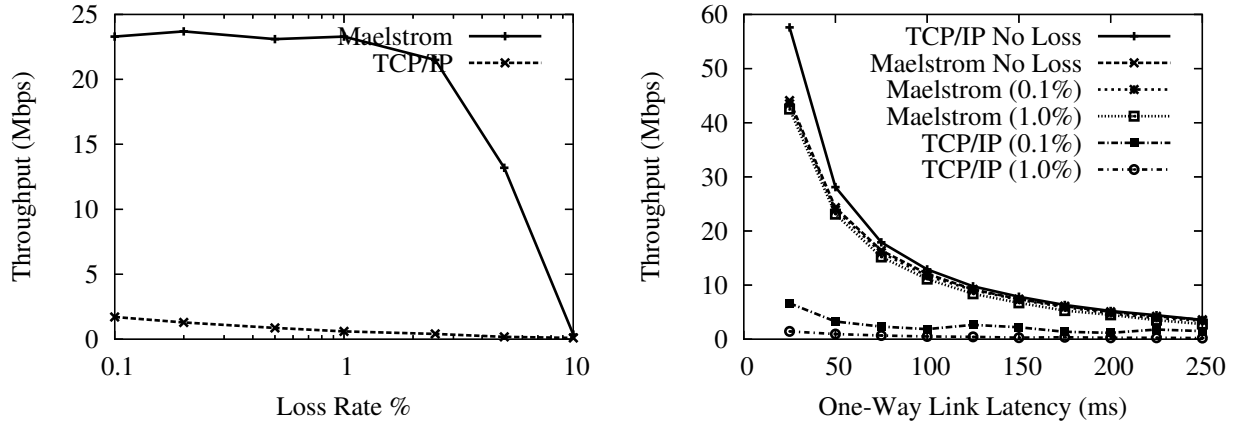 25
20
15
10
5
0
0.1
1
10
Throughput (Mbps)
Loss Rate %
Maelstrom
TCP/IP
60
50
40
30
20
10
0
0
50
100
150
200
250
Throughput (Mbps)
One-Way Link Latency (ms)
TCP/IP No Loss
Maelstrom No Loss
Maelstrom (0.1%)
Maelstrom (1.0%)
TCP/IP (0.1%)
TCP/IP (1.0%)